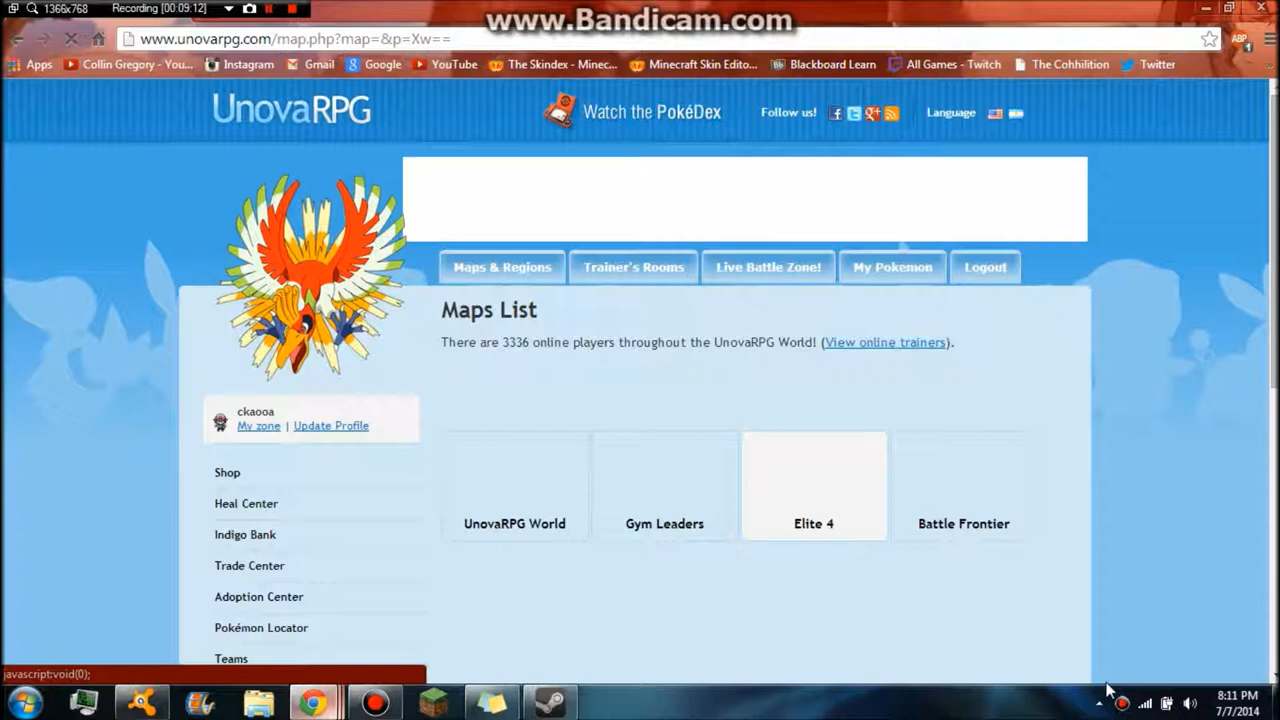 1366x768 Recording [00:09:12]
www.Bandicam.com
www.unovarpg.com/map.php?map=&p=Xw==
ABP
1
Apps Collin Gregory - You... Instagram Gmail Google YouTube The Skindex - Minec... Minecraft Skin Edito... Blackboard Learn All Games - Twitch The Cohhilition Twitter
UnovaRPG
Watch the PokéDex
Follow us!
Language
Maps & Regions
Trainer's Rooms
Live Battle Zone!
My Pokemon
Logout
Maps List
There are 3336 online players throughout the UnovaRPG World! (View online trainers).
ckaooa
My zone | Update Profile
Shop
Heal Center
Indigo Bank
Trade Center
Adoption Center
Pokémon Locator
Teams
UnovaRPG World
Gym Leaders
Elite 4
Battle Frontier
javascript:void(0);
8:11 PM
7/7/2014